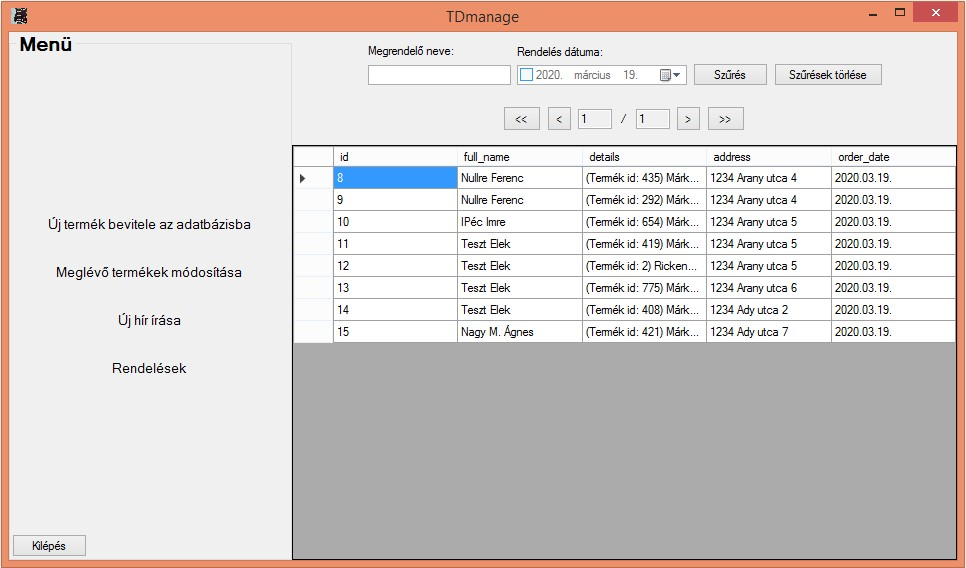 TDmanage
Menü
Új termék bevitele az adatbázisba
Meglévő termékek módosítása
Új hír írása
Rendelések
Kilépés
Megrendelő neve: Rendelés dátuma:
2020. március 19. Szűrés Szűrések törlése
<< < 1 / 1 > >>
id full_name details address order_date
8 Nullre Ferenc (Termék id: 435) Márk... 1234 Arany utca 4 2020.03.19.
9 Nullre Ferenc (Termék id: 292) Márk... 1234 Arany utca 4 2020.03.19.
10 IPéc Imre (Termék id: 654) Márk... 1234 Arany utca 5 2020.03.19.
11 Teszt Elek (Termék id: 419) Márk... 1234 Arany utca 5 2020.03.19.
12 Teszt Elek (Termék id: 2) Ricken... 1234 Arany utca 5 2020.03.19.
13 Teszt Elek (Termék id: 775) Márk... 1234 Arany utca 6 2020.03.19.
14 Teszt Elek (Termék id: 408) Márk... 1234 Ady utca 2 2020.03.19.
15 Nagy M. Ágnes (Termék id: 421) Márk... 1234 Ady utca 7 2020.03.19.